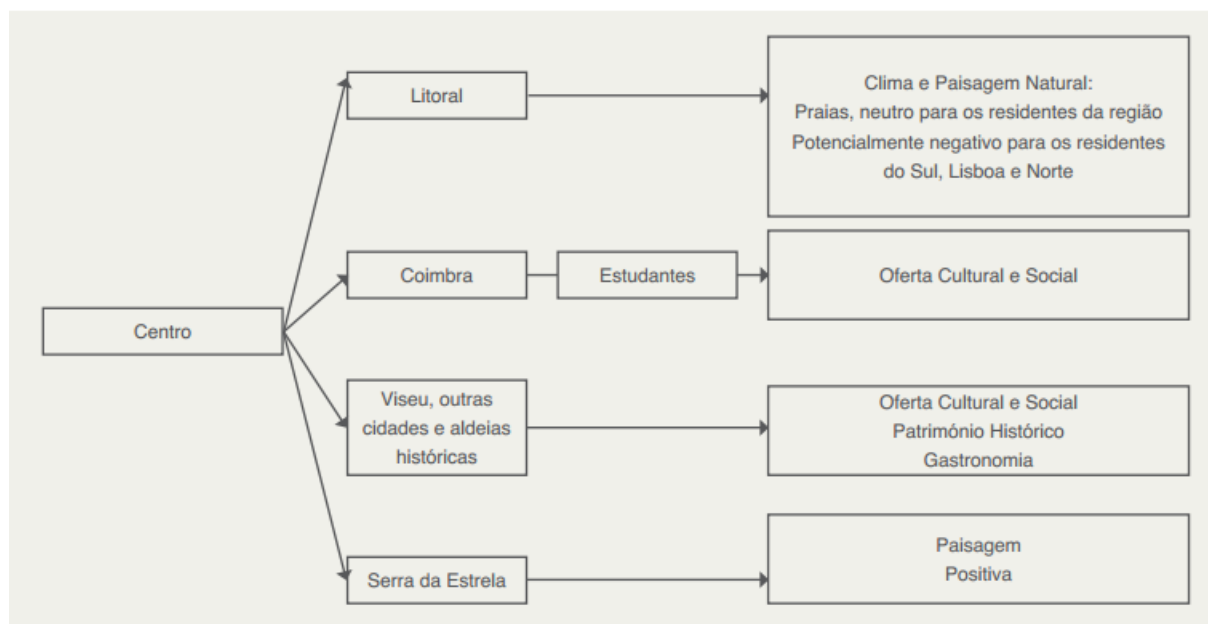 Litoral
Clima e Paisagem Natural:
Praias, neutro para os residentes da região
Potencialmente negativo para os residentes
do Sul, Lisboa e Norte
Coimbra
Estudantes
Oferta Cultural e Social
Centro
Viseu, outras
cidades e aldeias
históricas
Oferta Cultural e Social
Património Histórico
Gastronomia
Serra da Estrela
Paisagem
Positiva